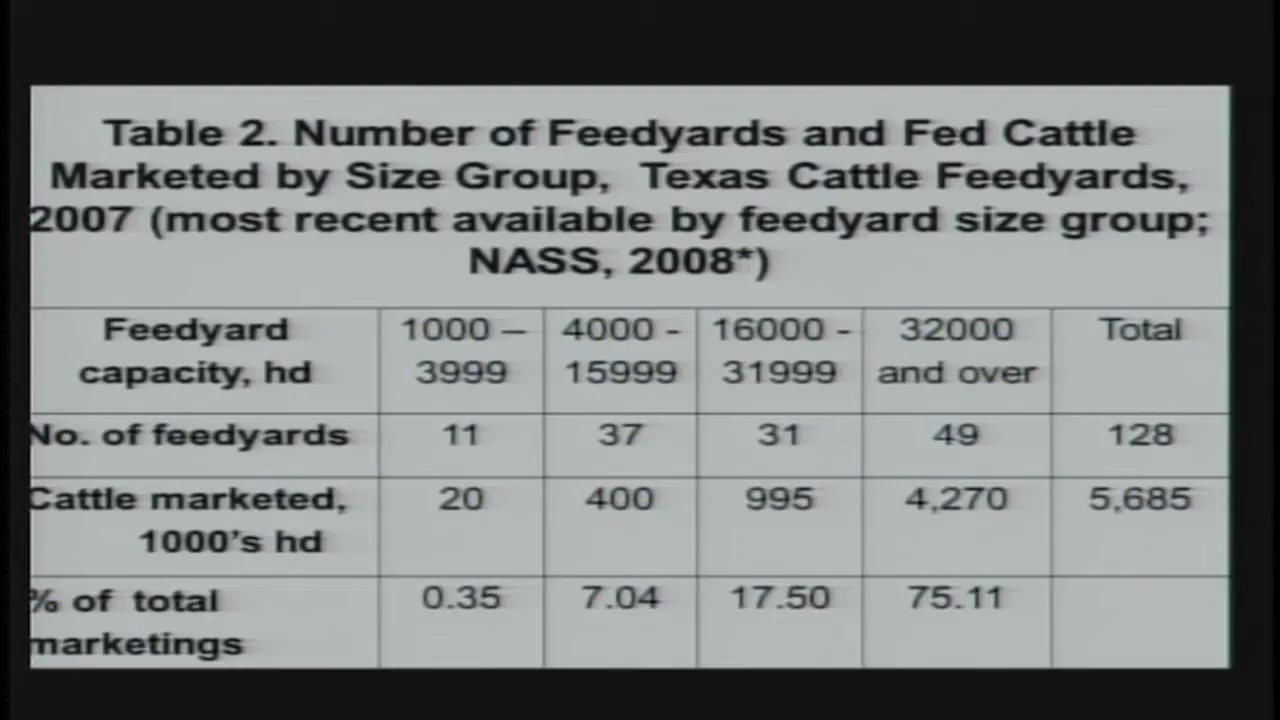 Table 2. Number of Feedyards and Fed Cattle
Marketed by Size Group, Texas Cattle Feedyards,
2007 (most recent available by feedyard size group;
NASS, 2008*)
Feedyard capacity, hd 1000 – 3999 4000 - 15999 16000 - 31999 32000 and over Total
No. of feedyards 11 37 31 49 128
Cattle marketed, 1000's hd 20 400 995 4,270 5,685
% of total marketings 0.35 7.04 17.50 75.11